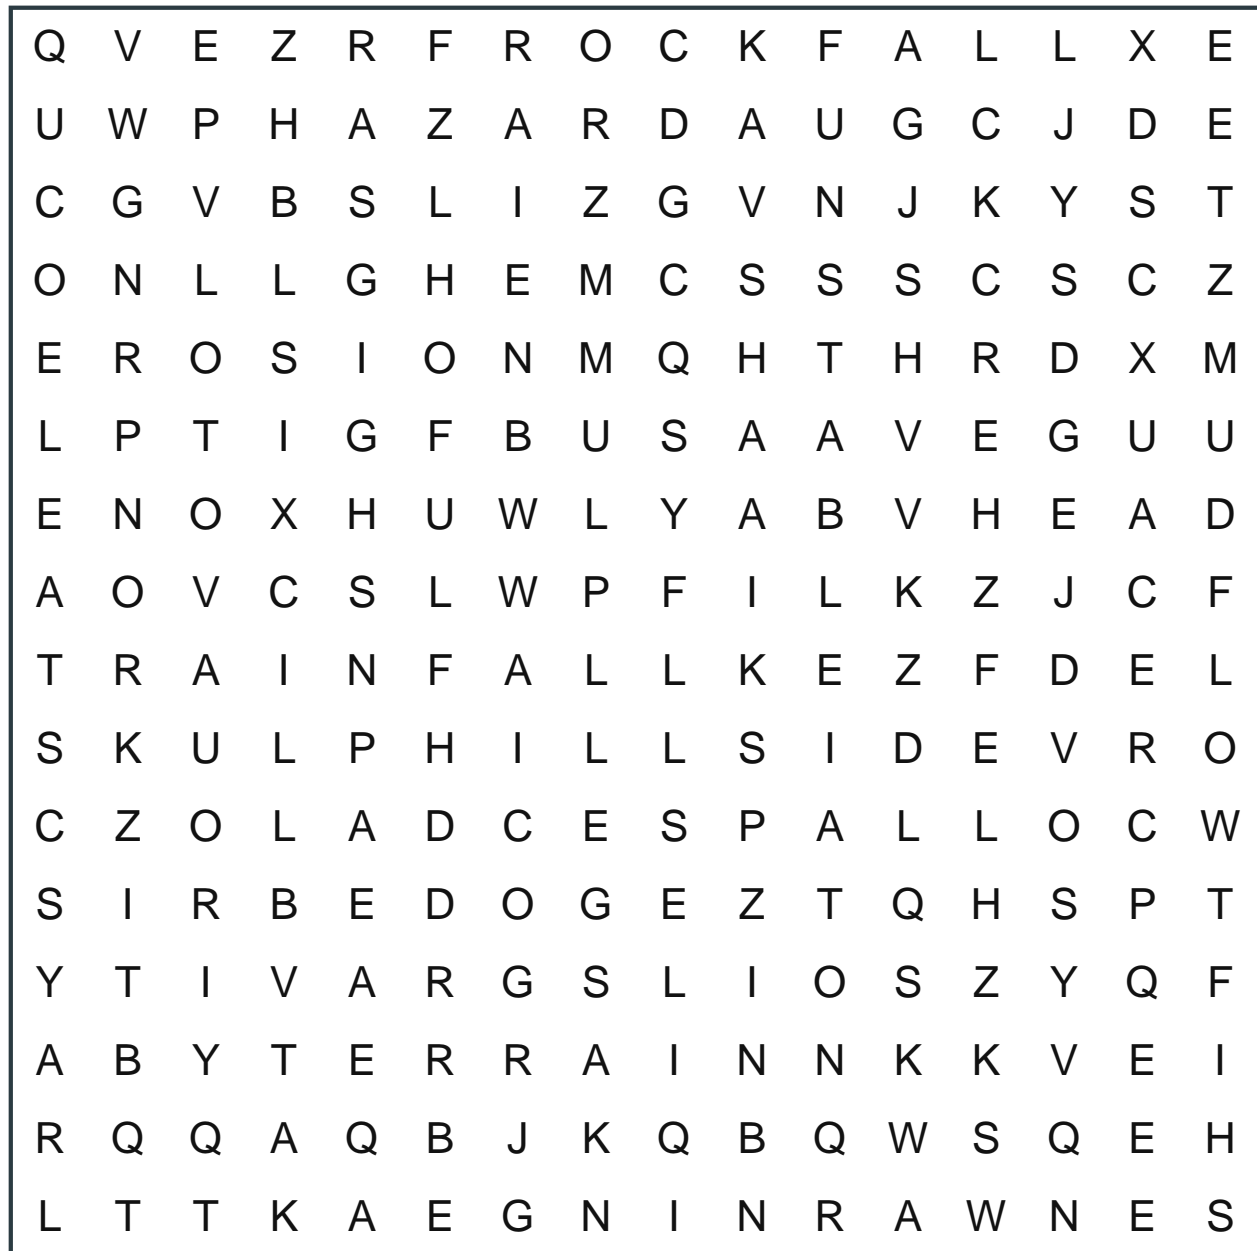 Q V E Z R F R O C K F A L L X E
U W P H A Z A R D A U G C J D E
C G V B S L I Z G V N J K Y S T
O N L L G H E M C S S S C S C Z
E R O S I O N M Q H T H R D X M
L P T I G F B U S A A V E G U U
E N O X H U W L Y A B V H E A D
A O V C S L W P F I L K Z J C F
T R A I N F A L L K E Z F D E L
S K U L P H I L L S I D E V R O
C Z O L A D C E S P A L L O C W
S I R B E D O G E Z T Q H S P T
Y T I V A R G S L I O S Z Y Q F
A B Y T E R R A I N N K K V E I
R Q Q A Q B J K Q B Q W S Q E H
L T T K A E G N I N R A W N E S